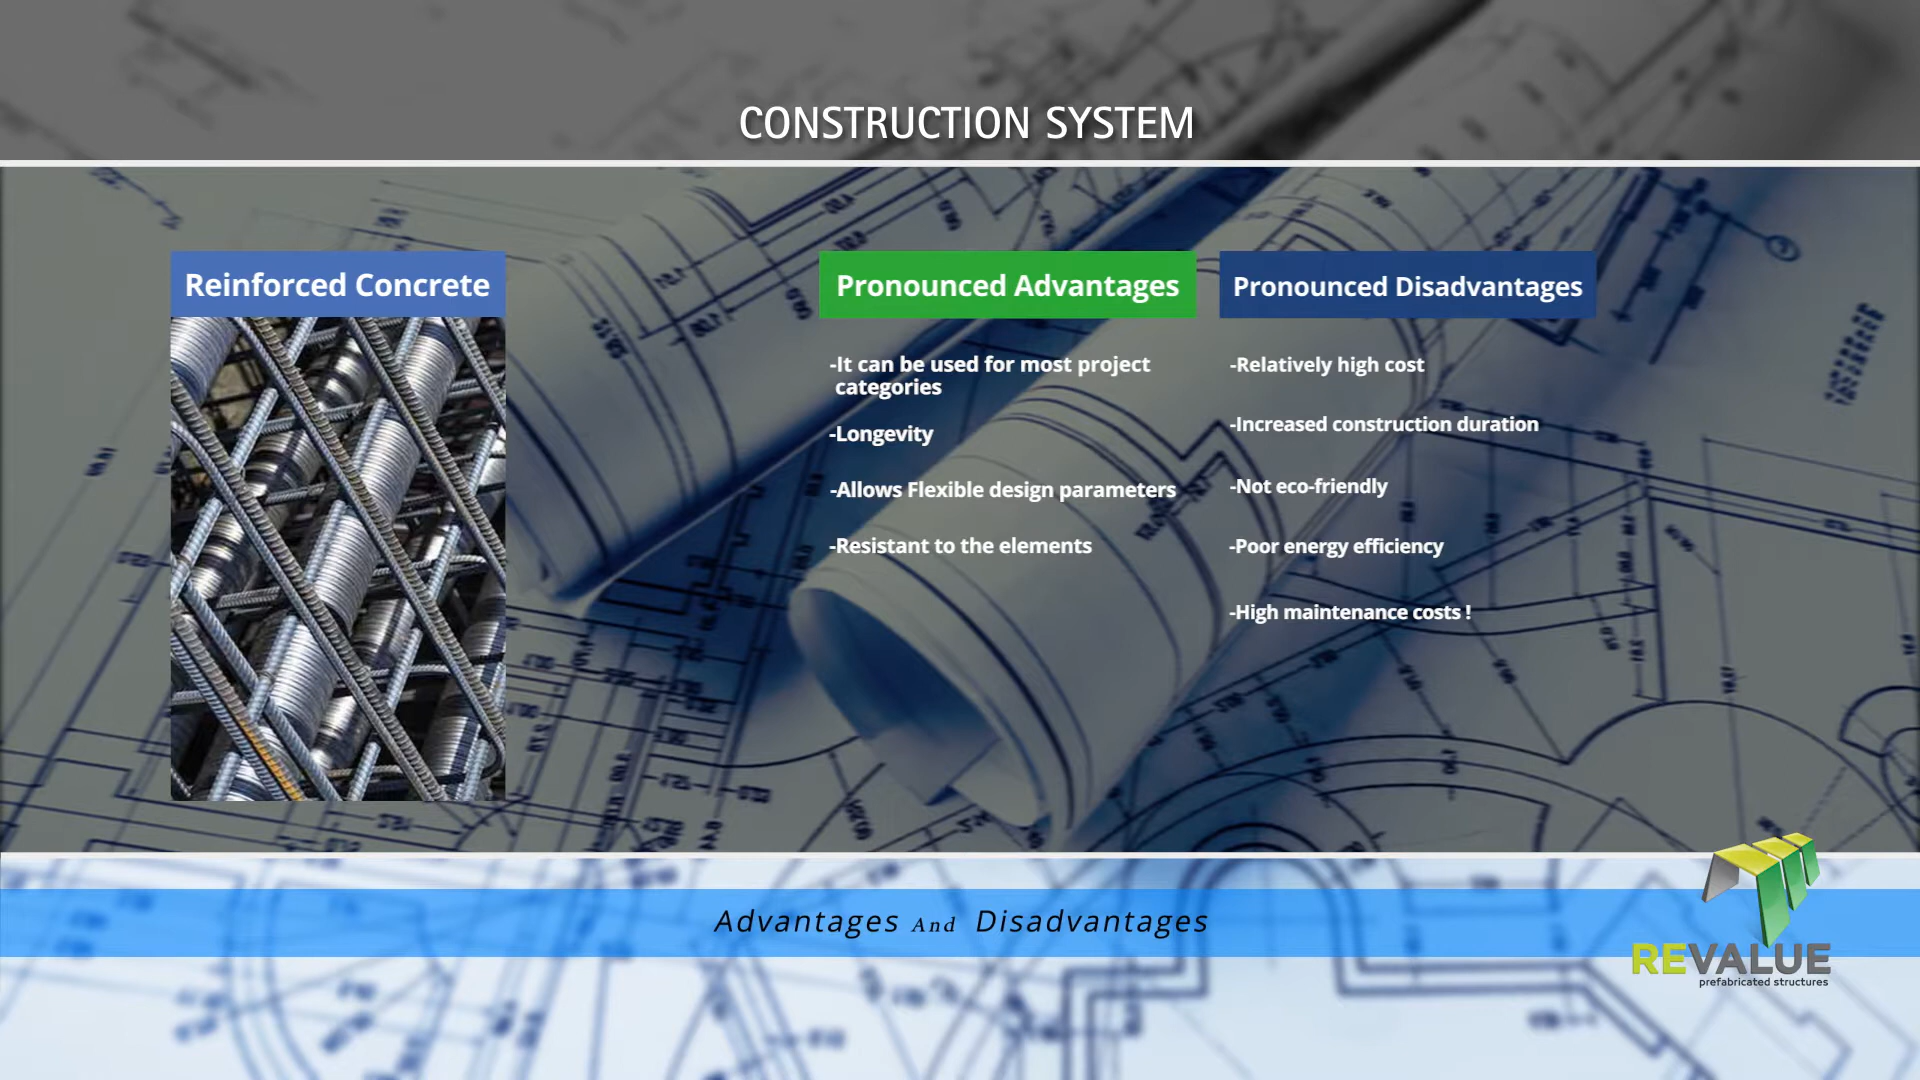 CONSTRUCTION SYSTEM
Reinforced Concrete
Pronounced Advantages
-It can be used for most project
categories
-Longevity
-Allows Flexible design parameters
-Resistant to the elements
Pronounced Disadvantages
-Relatively high cost
-Increased construction duration
-Not eco-friendly
-Poor energy efficiency
-High maintenance costs !
Advantages And Disadvantages
REVALUE
prefabricated structures